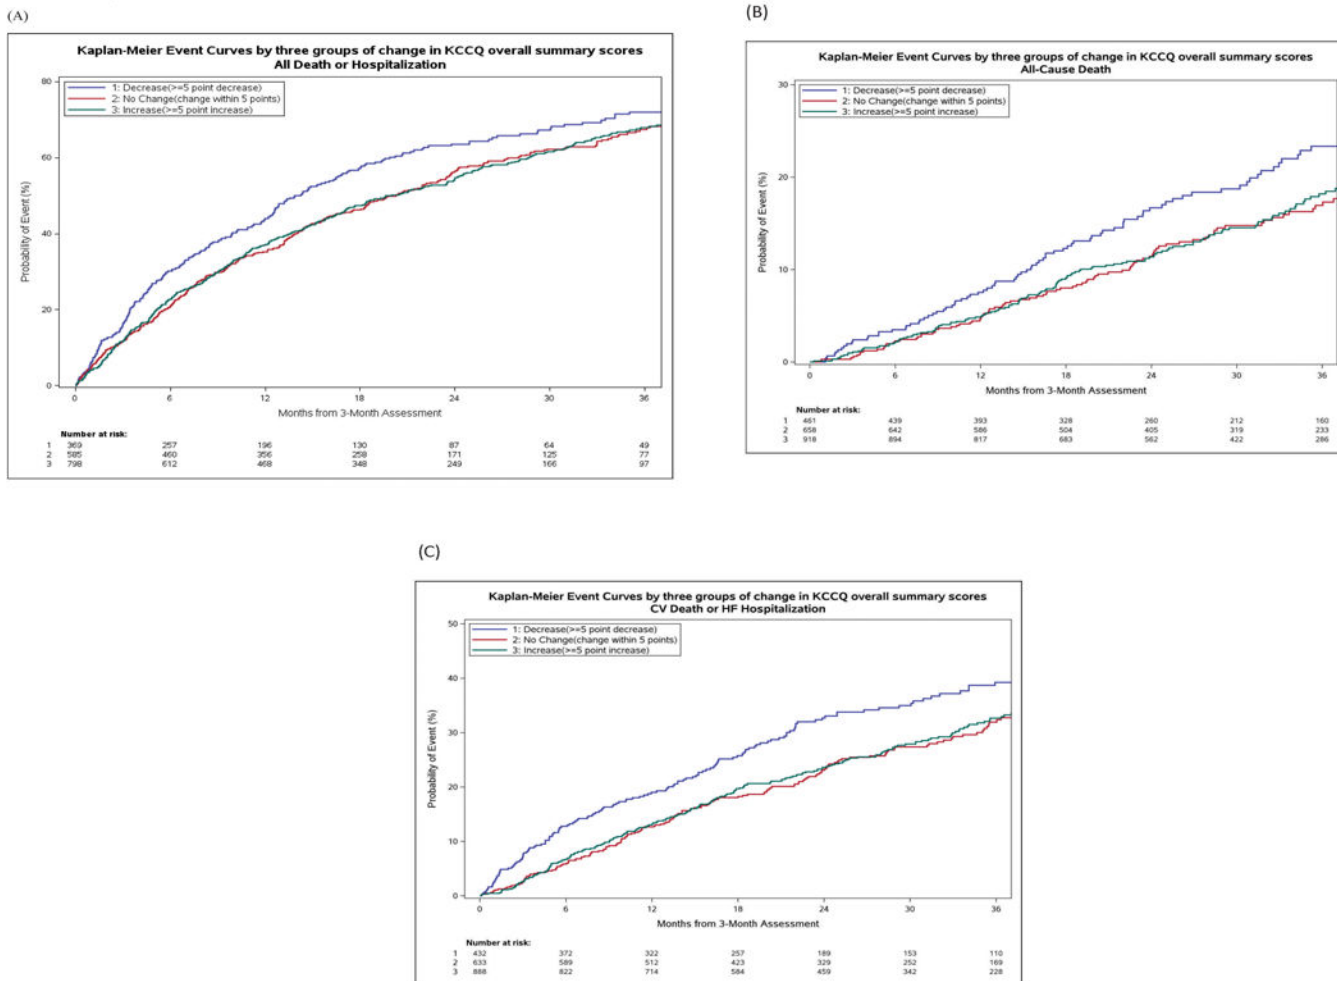 (A)
Kaplan-Meier Event Curves by three groups of change in KCCQ overall summary scores
All Death or Hospitalization
80
60
40
20
0
Probability of Event (%)
1: Decrease(>=5 point decrease)
2: No Change(change within 5 points)
3: Increase(>=5 point increase)
0 6 12 18 24 30 36
Months from 3-Month Assessment
Number at risk:
1 369 257 196 130 87 64 49
2 585 460 356 258 171 125 77
3 798 612 468 348 249 166 97
(B)
Kaplan-Meier Event Curves by three groups of change in KCCQ overall summary scores
All-Cause Death
30
20
10
0
Probability of Event (%)
1: Decrease(>=5 point decrease)
2: No Change(change within 5 points)
3: Increase(>=5 point increase)
0 6 12 18 24 30 36
Months from 3-Month Assessment
Number at risk:
1 461 439 393 328 260 212 160
2 658 642 586 504 405 319 233
3 918 894 817 683 562 422 286
(C)
Kaplan-Meier Event Curves by three groups of change in KCCQ overall summary scores
CV Death or HF Hospitalization
50
40
30
20
10
0
Probability of Event (%)
1: Decrease(>=5 point decrease)
2: No Change(change within 5 points)
3: Increase(>=5 point increase)
0 6 12 18 24 30 36
Months from 3-Month Assessment
Number at risk:
1 432 372 322 257 189 153 110
2 633 589 512 423 329 252 169
3 888 822 714 584 459 342 228